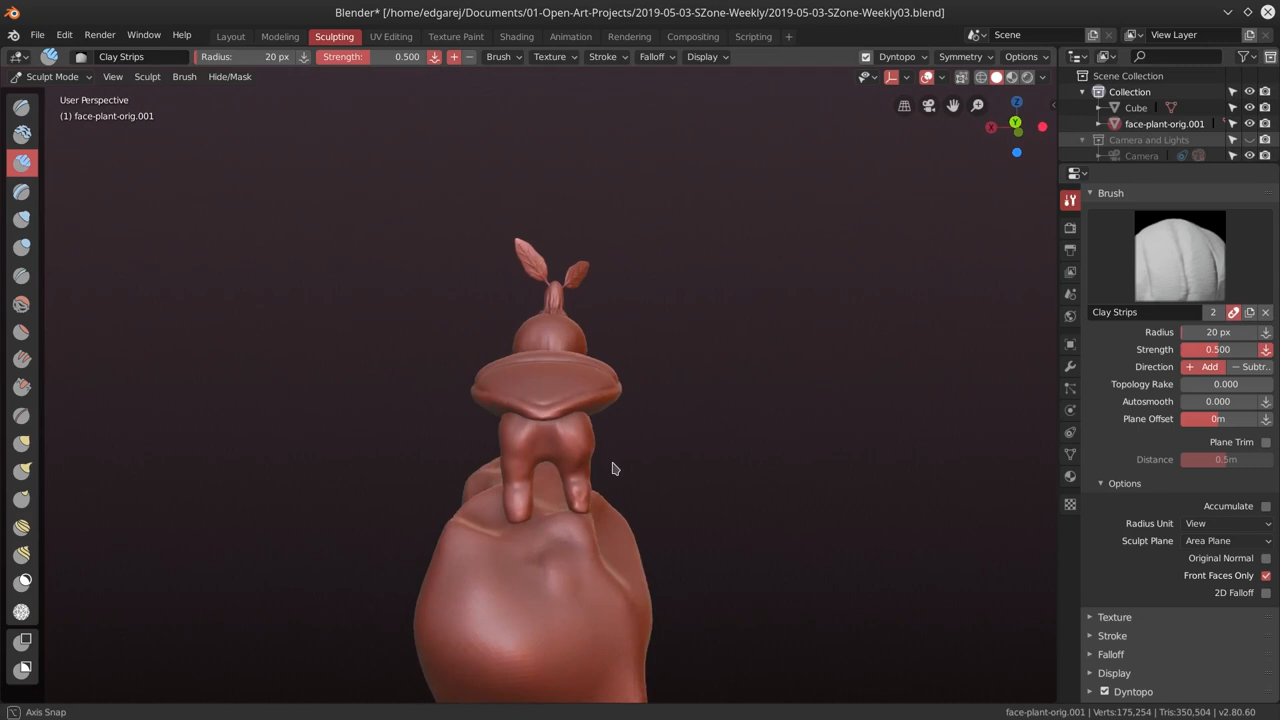 Blender* [/home/edgarej/Documents/01-Open-Art-Projects/2019-05-03-SZone-Weekly/2019-05-03-SZone-Weekly03.blend]
File Edit Render Window Help Layout Modeling Sculpting UV Editing Texture Paint Shading Animation Rendering Compositing Scripting + Scene View Layer
Clay Strips Radius: 20 px Strength: 0.500 Brush Texture Stroke Falloff Display Dyntopo Symmetry Options
Sculpt Mode View Sculpt Brush Hide/Mask
User Perspective
(1) face-plant-orig.001
Z
Y
X
Scene Collection
Collection
Cube
face-plant-orig.001
Camera and Lights
Camera
Brush
Clay Strips 2
Radius 20 px
Strength 0.500
Direction + Add − Subtr..
Topology Rake 0.000
Autosmooth 0.000
Plane Offset 0m
Plane Trim
Distance 0.5m
Options
Accumulate
Radius Unit View
Sculpt Plane Area Plane
Original Normal
Front Faces Only
2D Falloff
Texture
Stroke
Falloff
Display
Dyntopo
Axis Snap
face-plant-orig.001 | Verts:175,254 | Tris:350,504 | v2.80.60